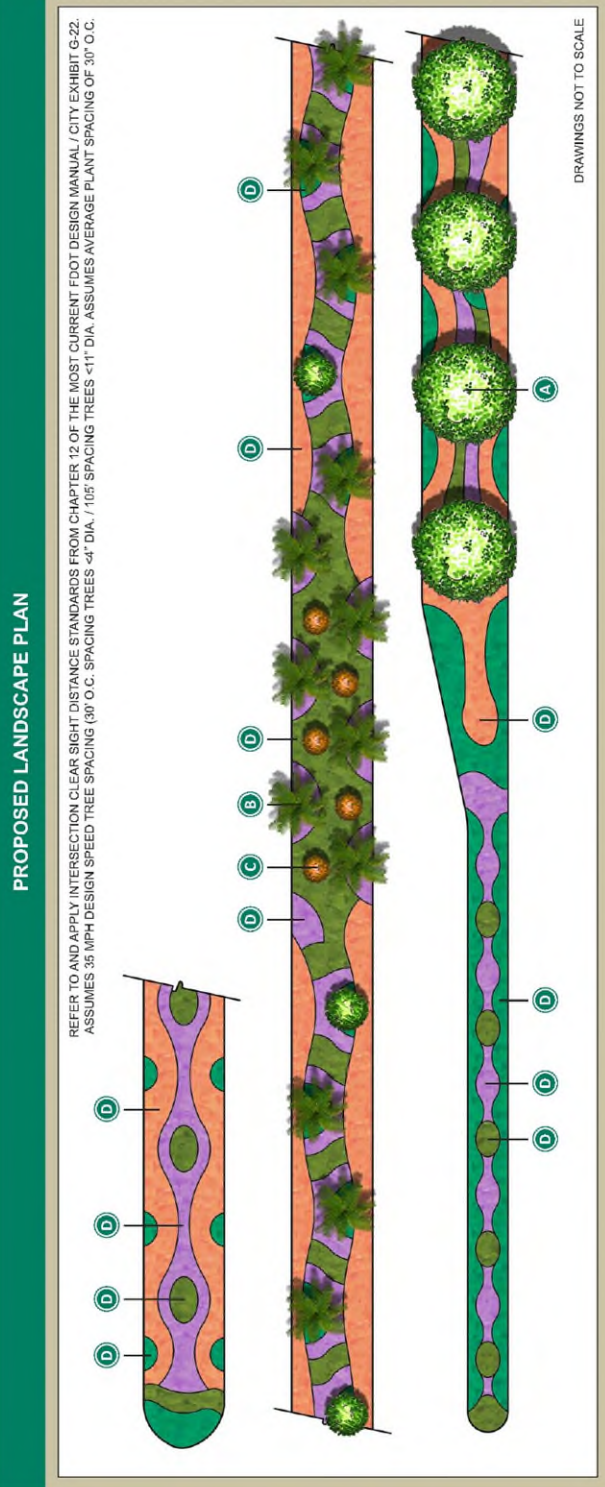 PROPOSED LANDSCAPE PLAN
REFER TO AND APPLY INTERSECTION CLEAR SIGHT DISTANCE STANDARDS FROM CHAPTER 12 OF THE MOST CURRENT FDOT DESIGN MANUAL / CITY EXHIBIT G-22.
ASSUMES 35 MPH DESIGN SPEED TREE SPACING (30' O.C. SPACING TREES <4" DIA. / 105' SPACING TREES <11" DIA. ASSUMES AVERAGE PLANT SPACING OF 30" O.C.
D
D
D
D
D
C
B
D
D
D
D
D
D
D
A
DRAWINGS NOT TO SCALE